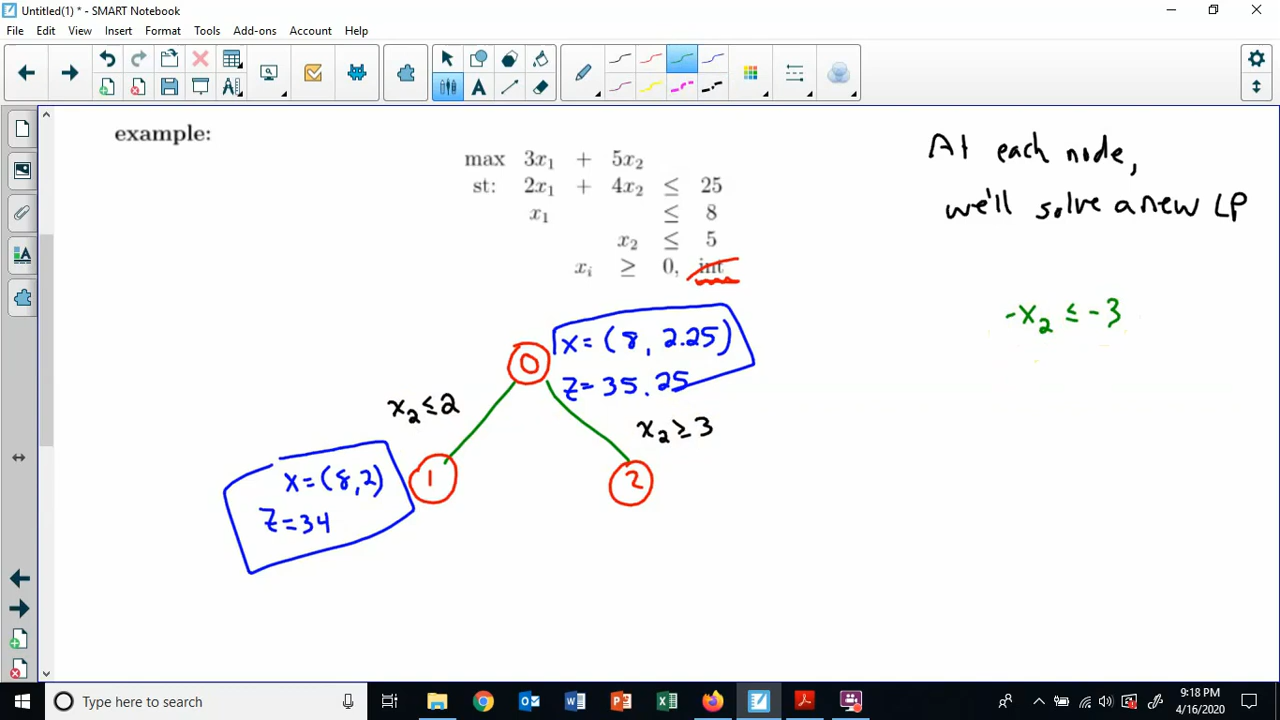 Untitled(1) * - SMART Notebook
File Edit View Insert Format Tools Add-ons Account Help
example:
max 3x₁ + 5x₂
st: 2x₁ + 4x₂ ≤ 25
x₁ ≤ 8
x₂ ≤ 5
xᵢ ≥ 0, int
At each node,
we'll solve a new LP
-x₂ ≤ -3
0
x = (8, 2.25)
Z = 35.25
x₂ ≤ 2
x₂ ≥ 3
1
x = (8,2)
Z = 34
2
Type here to search
9:18 PM
4/16/2020